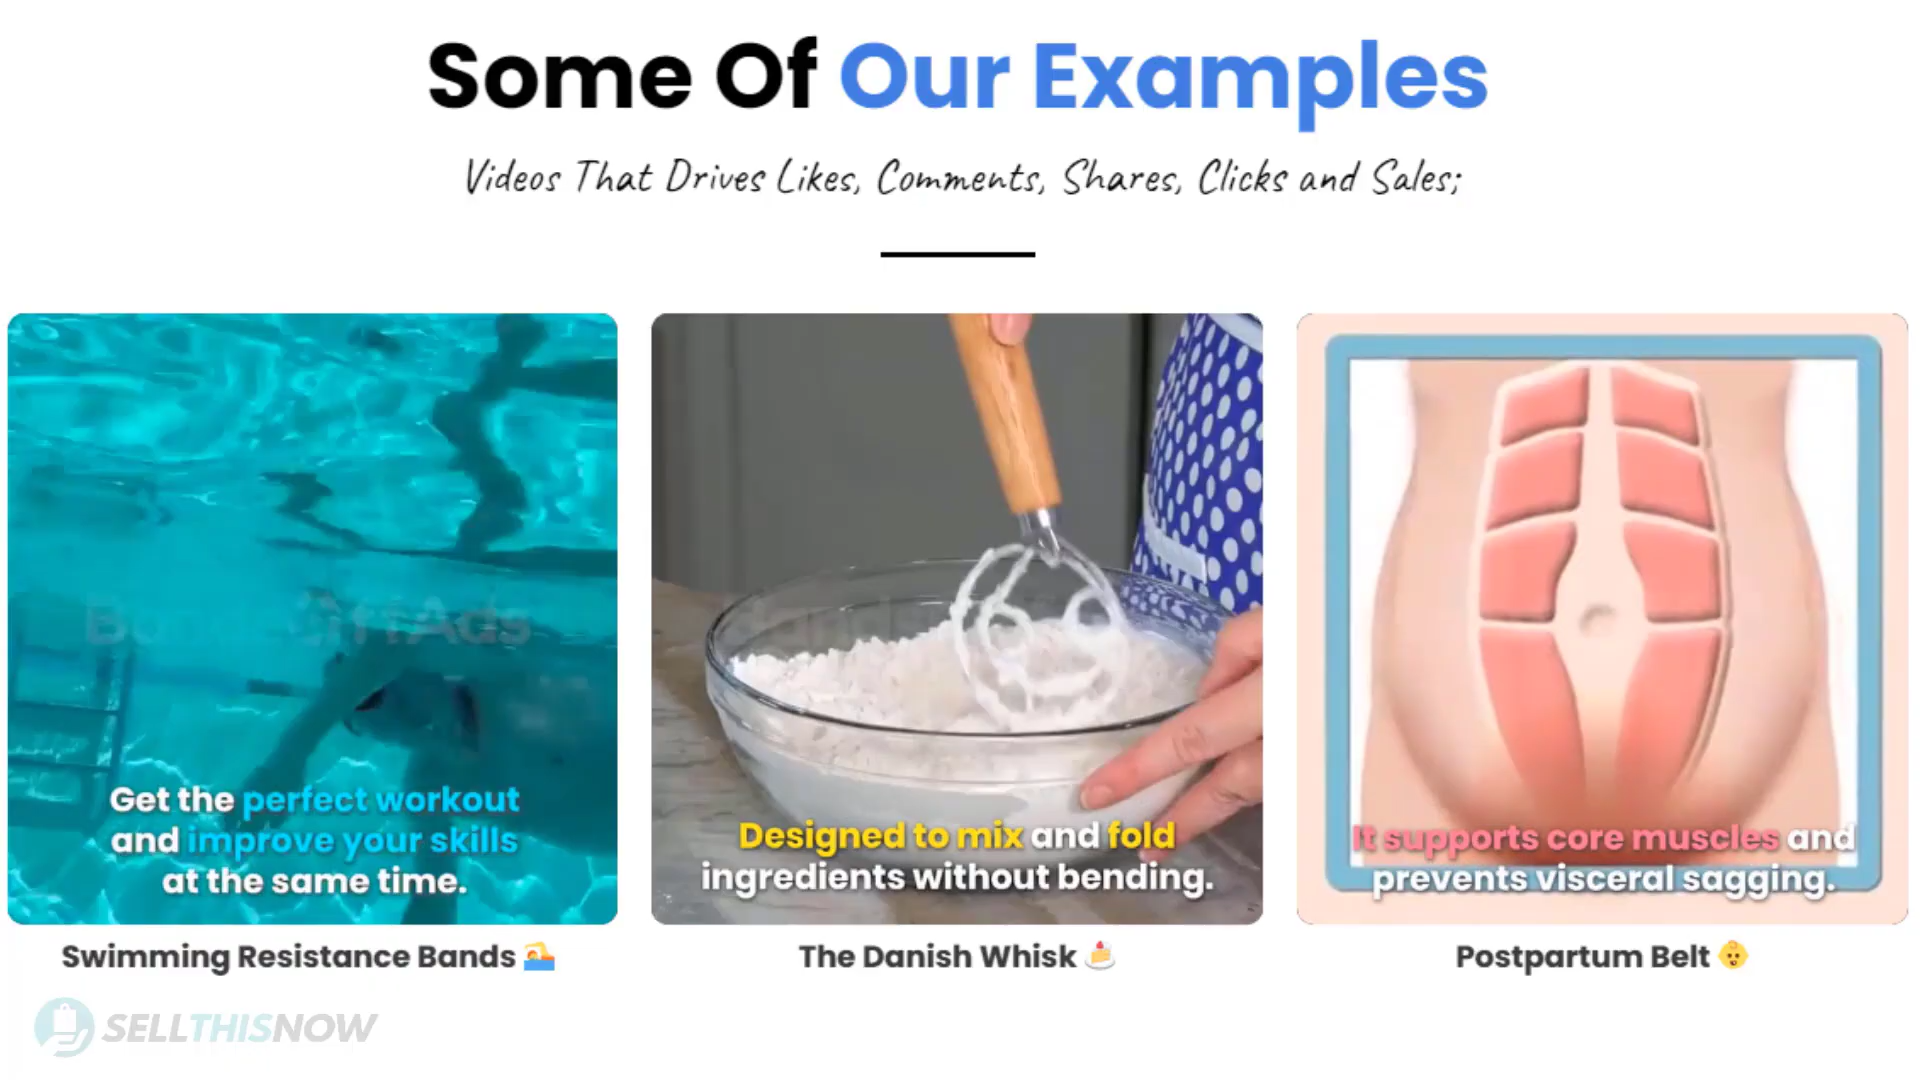 Some Of Our Examples
Videos That Drives Likes, Comments, Shares, Clicks and Sales;
Get the perfect workout
and improve your skills
at the same time.
Designed to mix and fold
ingredients without bending.
It supports core muscles and
prevents visceral sagging.
Swimming Resistance Bands
The Danish Whisk
Postpartum Belt
SELLTHISNOW